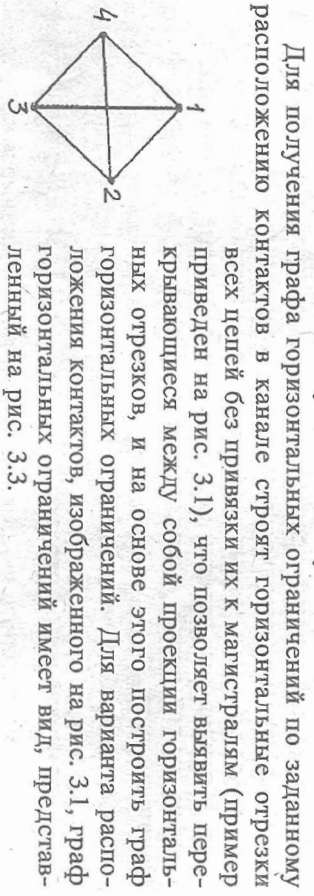 Для получения графа горизонтальных ограничений по заданному
расположению контактов в канале строят горизонтальные отрезки
всех цепей без привязки их к магистралям (пример
приведен на рис. 3.1), что позволяет выявить пере-
крывающиеся между собой проекции горизонталь-
ных отрезков, и на основе этого построить граф
горизонтальных ограничений. Для варианта распо-
ложения контактов, изображенного на рис. 3.1, граф
горизонтальных ограничений имеет вид, представ-
ленный на рис. 3.3.
1
2
3
4